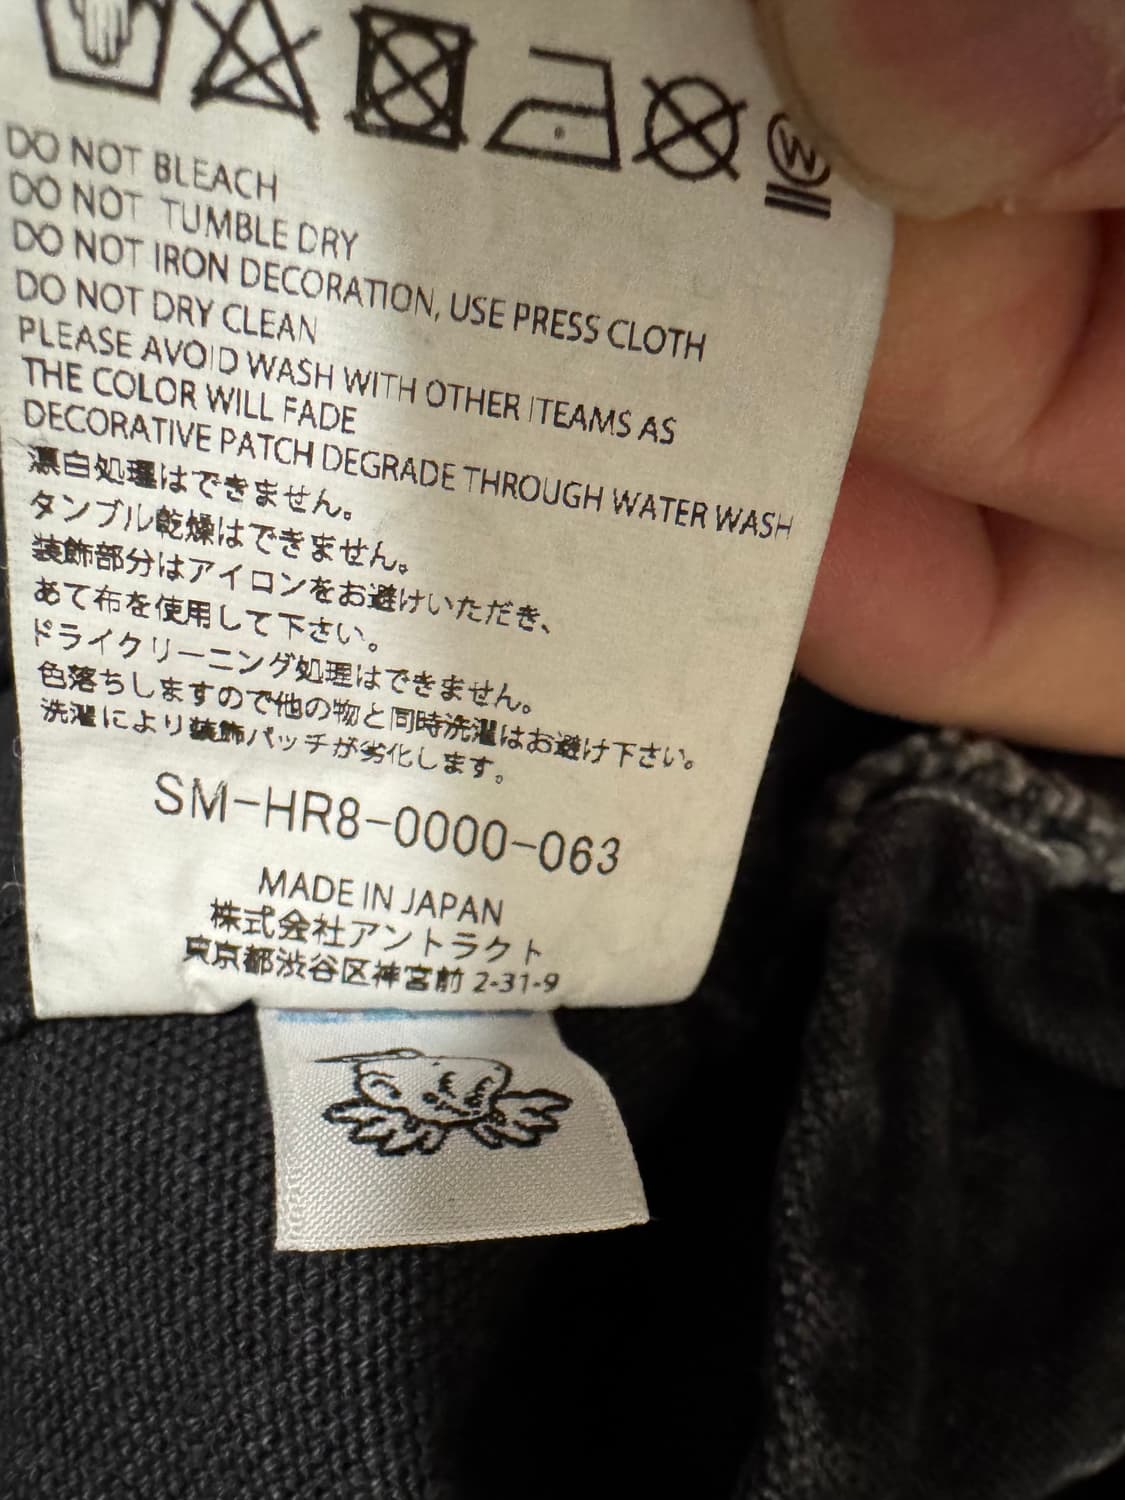 W
DO NOT BLEACH
DO NOT TUMBLE DRY
DO NOT IRON DECORATION, USE PRESS CLOTH
DO NOT DRY CLEAN
PLEASE AVOID WASH WITH OTHER ITEAMS AS
THE COLOR WILL FADE
DECORATIVE PATCH DEGRADE THROUGH WATER WASH
漂白処理はできません。
タンブル乾燥はできません。
装飾部分はアイロンをお避けいただき、
あて布を使用して下さい。
ドライクリーニング処理はできません。
色落ちしますので他の物と同時洗濯はお避け下さい。
洗濯により装飾パッチが劣化します。
SM-HR8-0000-063
MADE IN JAPAN
株式会社アントラクト
東京都渋谷区神宮前 2-31-9